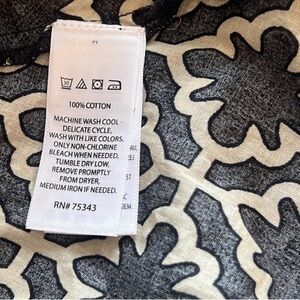 PT
100% COTTON
MACHINE WASH COOL -
DELICATE CYCLE,
WASH WITH LIKE COLORS.
ONLY NON-CHLORINE
BLEACH WHEN NEEDED.
TUMBLE DRY LOW,
REMOVE PROMPTLY
FROM DRYER.
MEDIUM IRON IF NEEDED.
RN# 75343